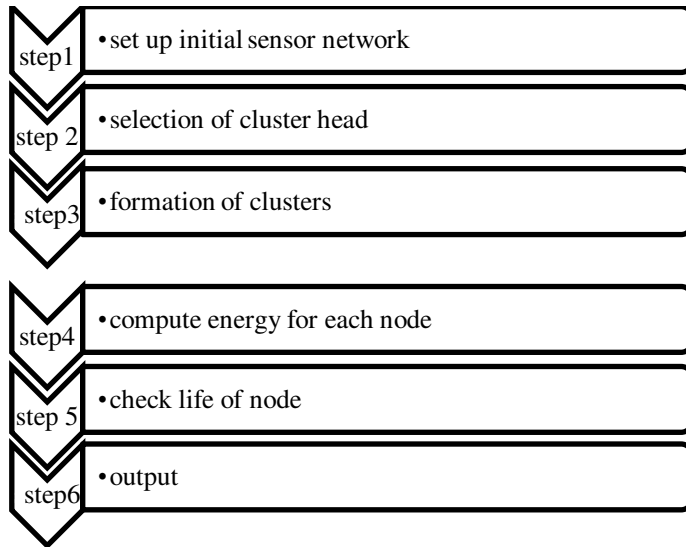 step1
•set up initial sensor network
step 2
•selection of cluster head
step3
•formation of clusters
step4
•compute energy for each node
step 5
•check life of node
step6
•output